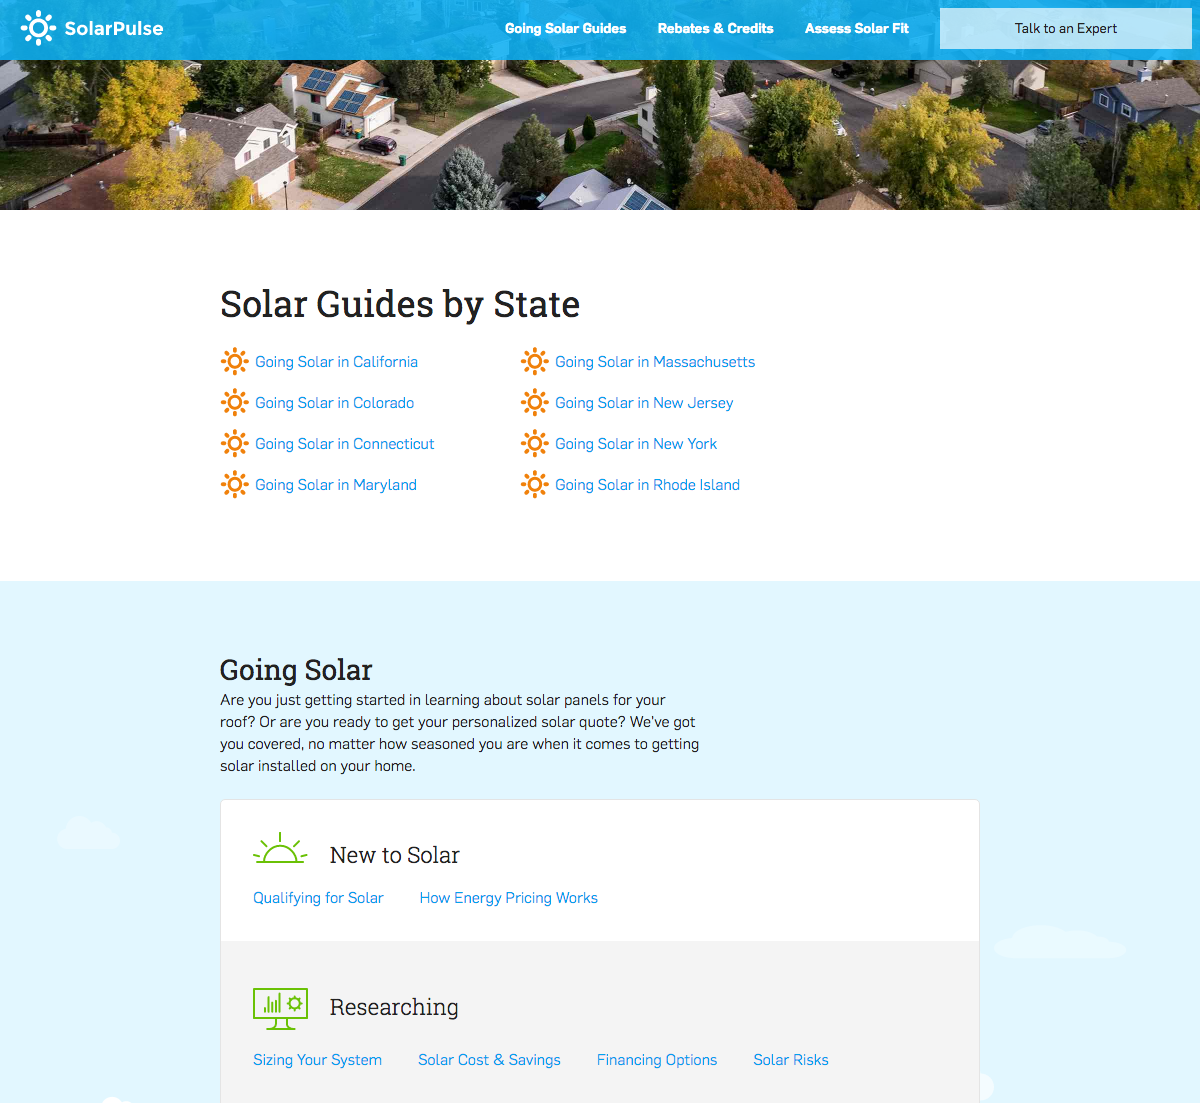 SolarPulse
Going Solar Guides
Rebates & Credits
Assess Solar Fit
Talk to an Expert
Solar Guides by State
Going Solar in California
Going Solar in Massachusetts
Going Solar in Colorado
Going Solar in New Jersey
Going Solar in Connecticut
Going Solar in New York
Going Solar in Maryland
Going Solar in Rhode Island
Going Solar
Are you just getting started in learning about solar panels for your
roof? Or are you ready to get your personalized solar quote? We've got
you covered, no matter how seasoned you are when it comes to getting
solar installed on your home.
New to Solar
Qualifying for Solar
How Energy Pricing Works
Researching
Sizing Your System
Solar Cost & Savings
Financing Options
Solar Risks